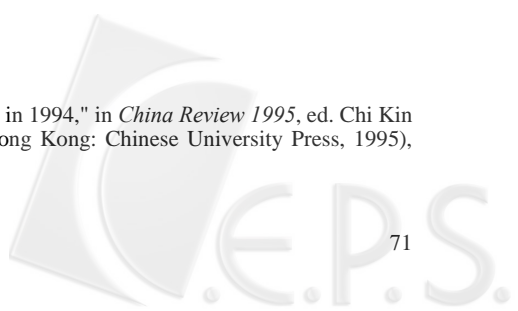 in 1994," in China Review 1995, ed. Chi Kin
ong Kong: Chinese University Press, 1995),
71
C.E.P.S.